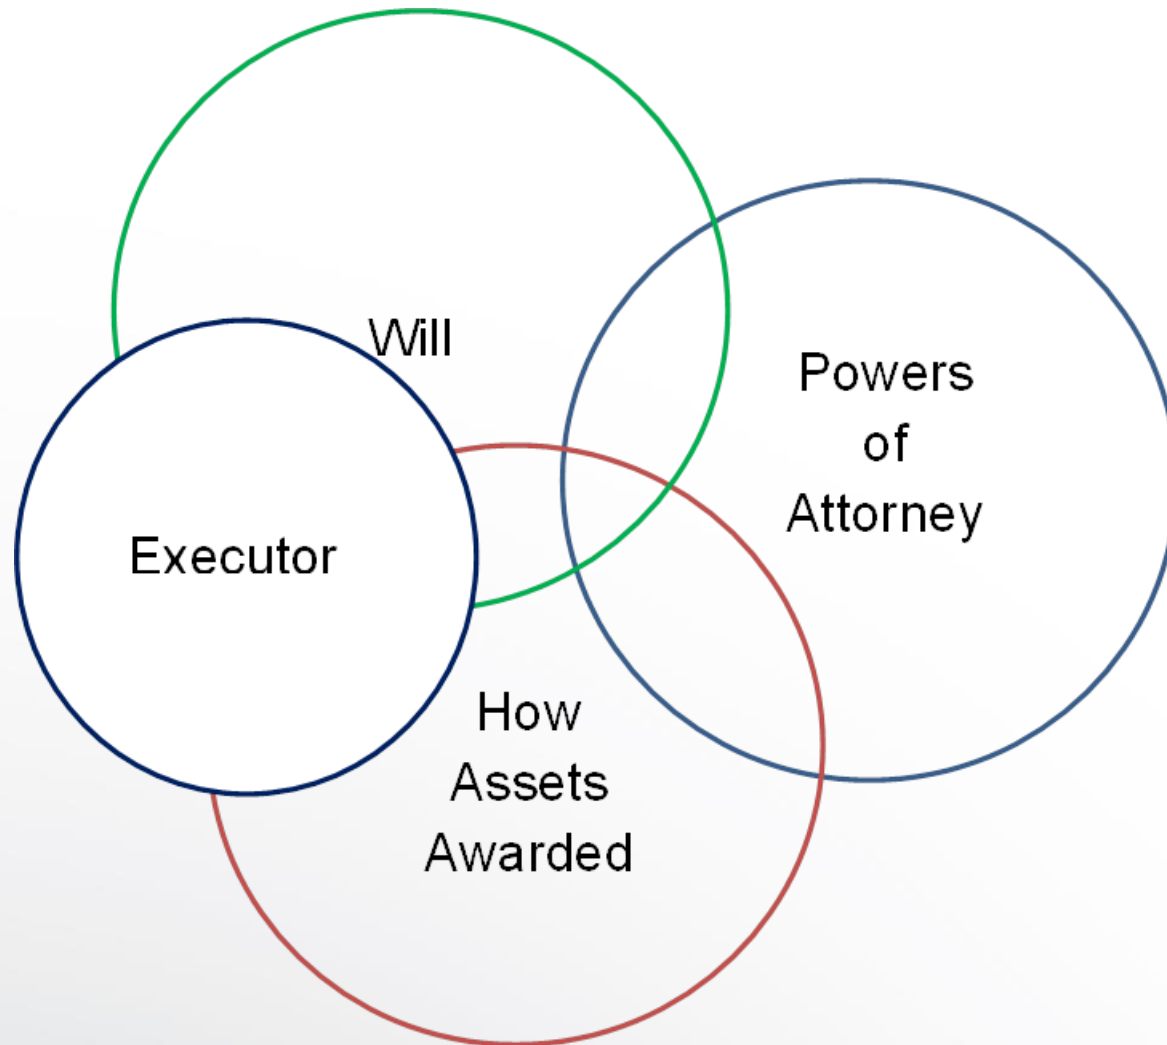 Will
Powers
of
Attorney
Executor
How
Assets
Awarded